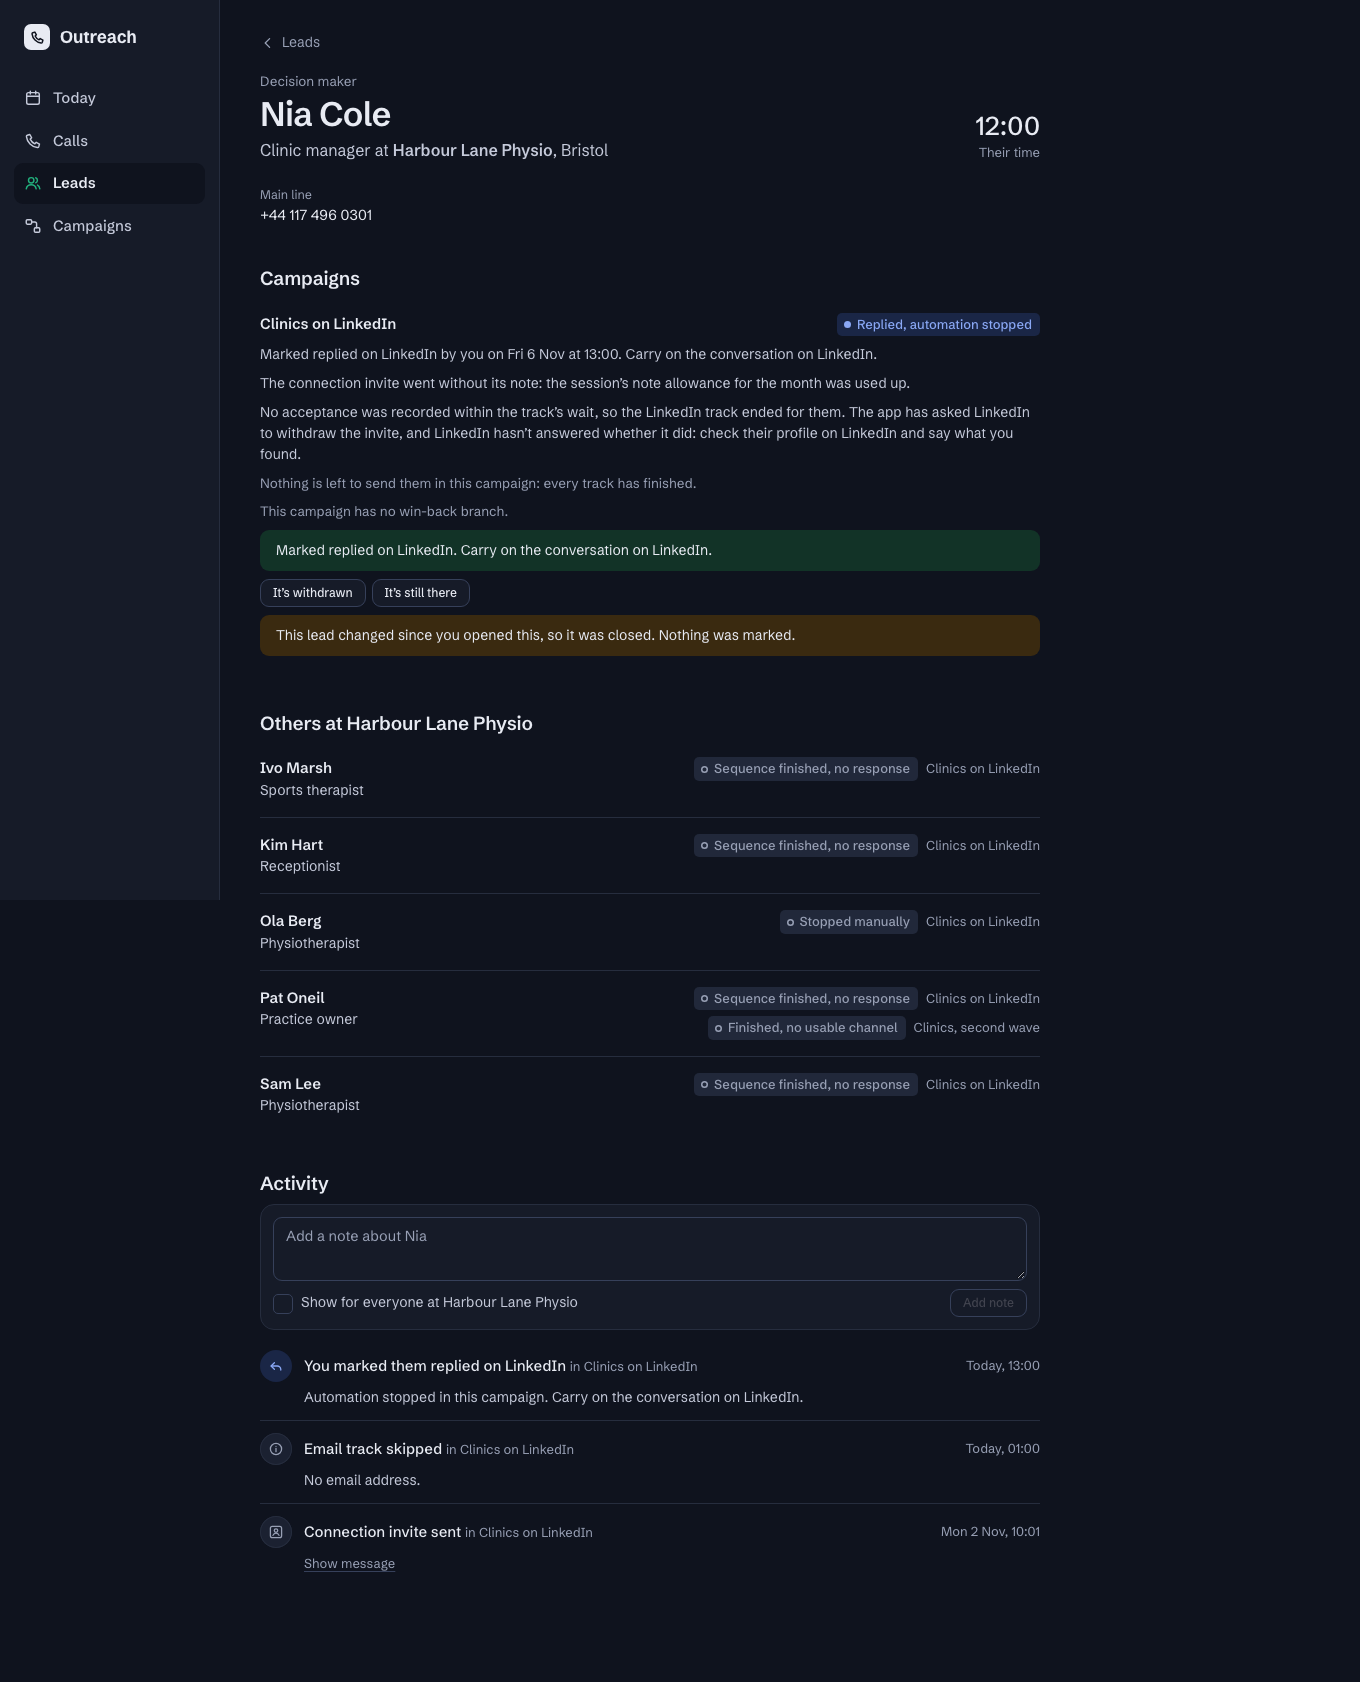 Outreach
Today
Calls
Leads
Campaigns
Leads
Decision maker
Nia Cole
Clinic manager at Harbour Lane Physio, Bristol
12:00
Their time
Main line
+44 117 496 0301
Campaigns
Clinics on LinkedIn
Replied, automation stopped
Marked replied on LinkedIn by you on Fri 6 Nov at 13:00. Carry on the conversation on LinkedIn.
The connection invite went without its note: the session’s note allowance for the month was used up.
No acceptance was recorded within the track’s wait, so the LinkedIn track ended for them. The app has asked LinkedIn
to withdraw the invite, and LinkedIn hasn’t answered whether it did: check their profile on LinkedIn and say what you
found.
Nothing is left to send them in this campaign: every track has finished.
This campaign has no win-back branch.
Marked replied on LinkedIn. Carry on the conversation on LinkedIn.
It’s withdrawn
It’s still there
This lead changed since you opened this, so it was closed. Nothing was marked.
Others at Harbour Lane Physio
Ivo Marsh
Sequence finished, no response
Clinics on LinkedIn
Sports therapist
Kim Hart
Sequence finished, no response
Clinics on LinkedIn
Receptionist
Ola Berg
Stopped manually
Clinics on LinkedIn
Physiotherapist
Pat Oneil
Sequence finished, no response
Clinics on LinkedIn
Practice owner
Finished, no usable channel
Clinics, second wave
Sam Lee
Sequence finished, no response
Clinics on LinkedIn
Physiotherapist
Activity
Add a note about Nia
Show for everyone at Harbour Lane Physio
Add note
You marked them replied on LinkedIn in Clinics on LinkedIn
Today, 13:00
Automation stopped in this campaign. Carry on the conversation on LinkedIn.
Email track skipped in Clinics on LinkedIn
Today, 01:00
No email address.
Connection invite sent in Clinics on LinkedIn
Mon 2 Nov, 10:01
Show message